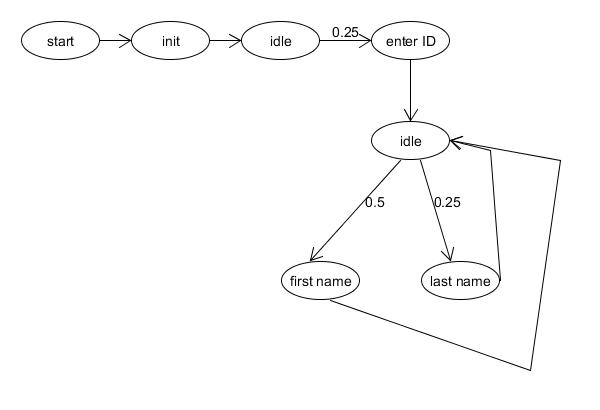 start
init
idle
0.25
enter ID
idle
0.5
0.25
first name
last name